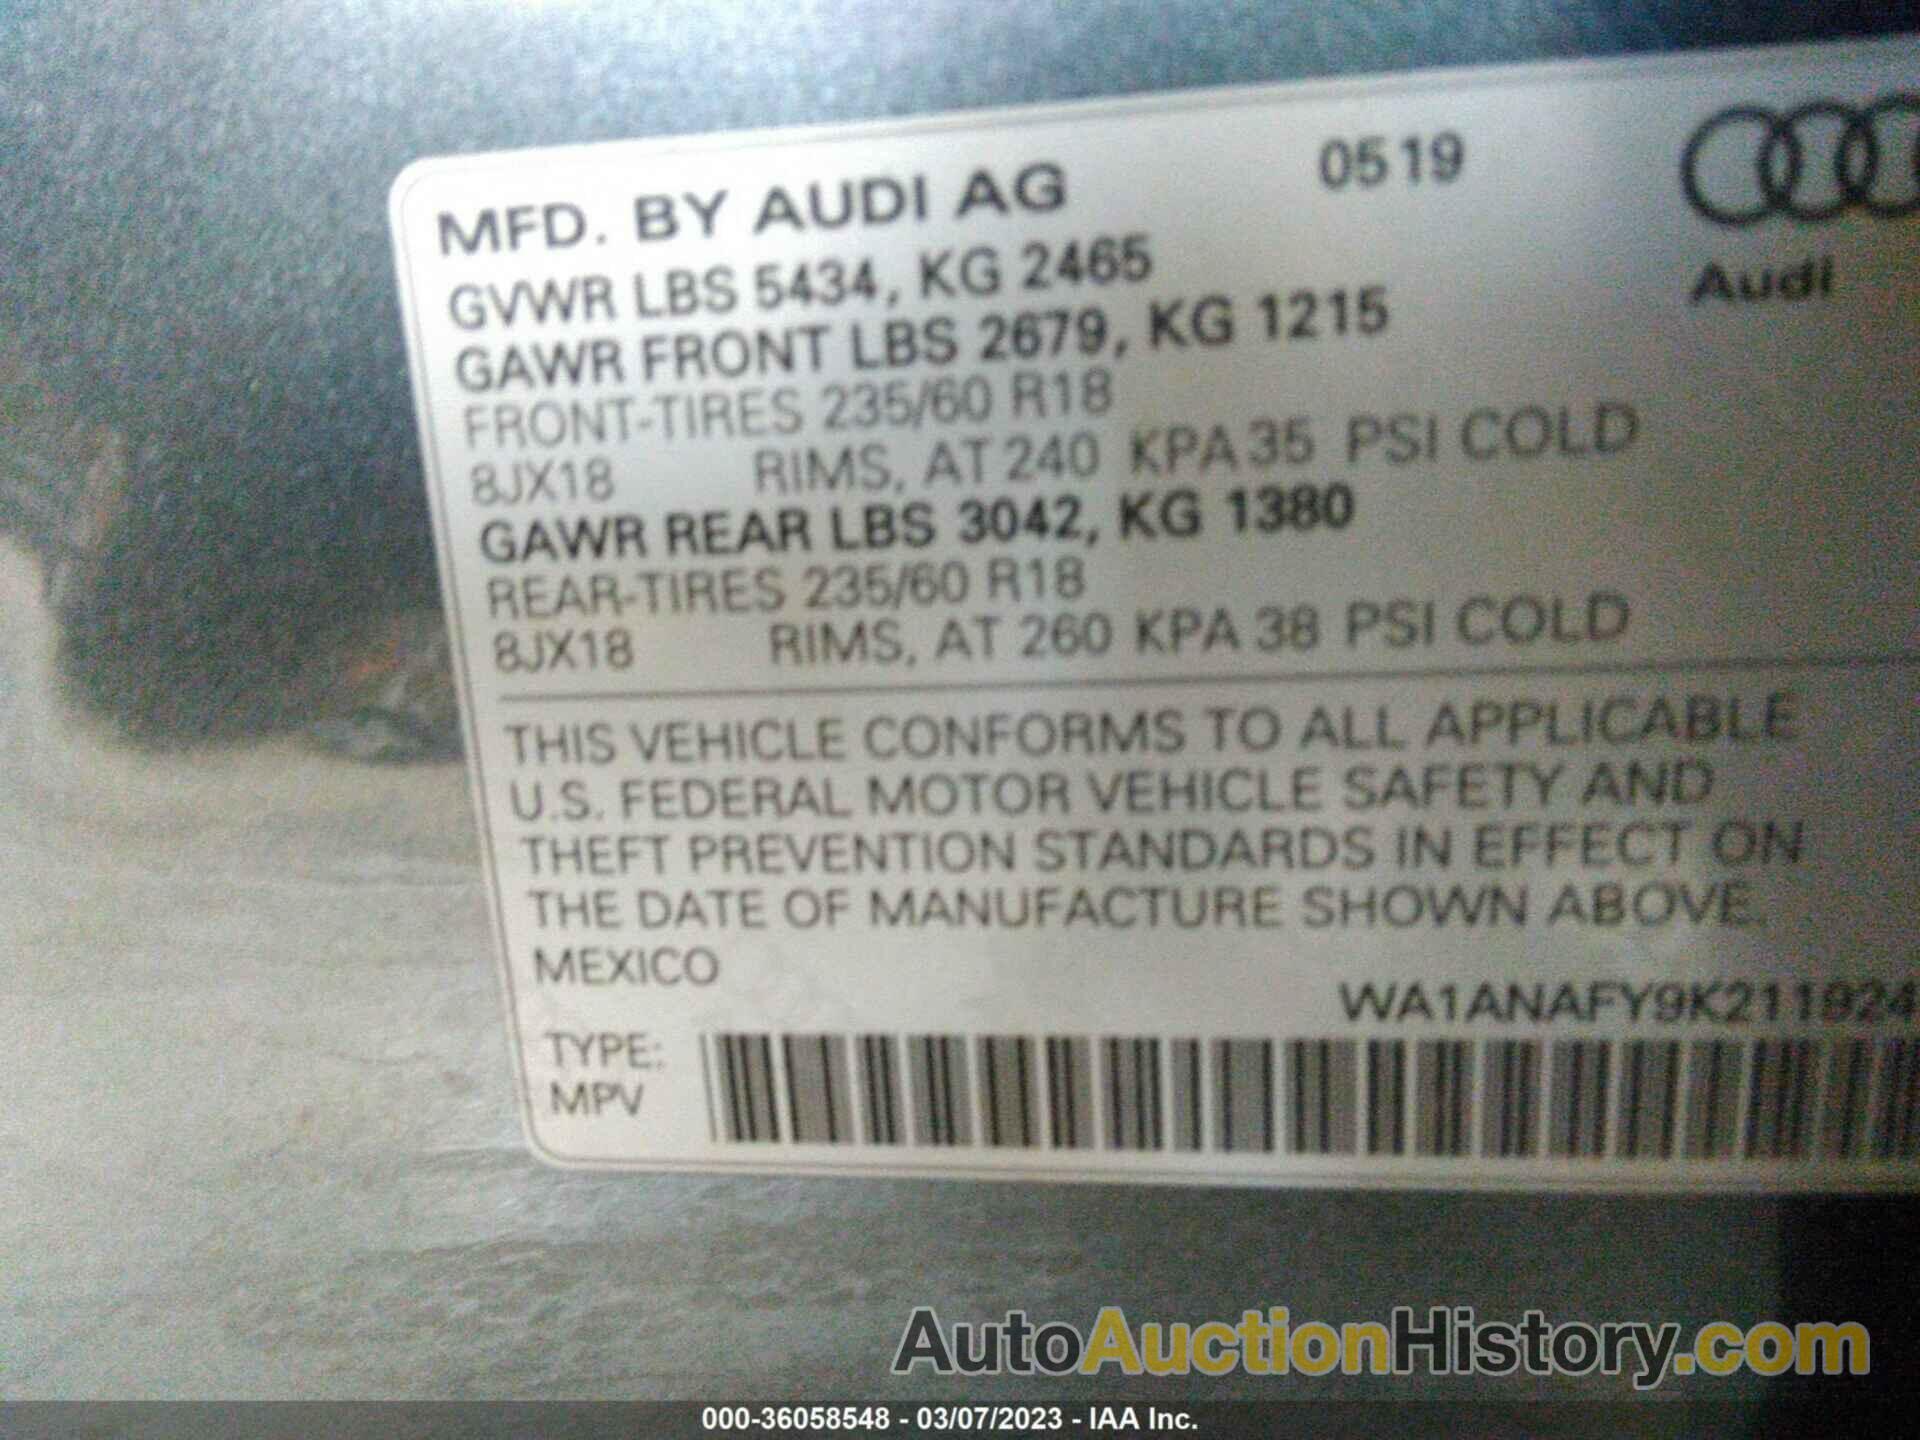 MFD. BY AUDI AG 0519
GVWR LBS 5434, KG 2465
Audi
GAWR FRONT LBS 2679, KG 1215
FRONT-TIRES 235/60 R18
8JX18 RIMS, AT 240 KPA 35 PSI COLD
GAWR REAR LBS 3042, KG 1380
REAR-TIRES 235/60 R18
8JX18 RIMS, AT 260 KPA 38 PSI COLD
THIS VEHICLE CONFORMS TO ALL APPLICABLE
U.S. FEDERAL MOTOR VEHICLE SAFETY AND
THEFT PREVENTION STANDARDS IN EFFECT ON
THE DATE OF MANUFACTURE SHOWN ABOVE.
MEXICO
WA1ANAFY9K211924
TYPE:
MPV
AutoAuctionHistory.com
000-36058548 - 03/07/2023 - IAA Inc.